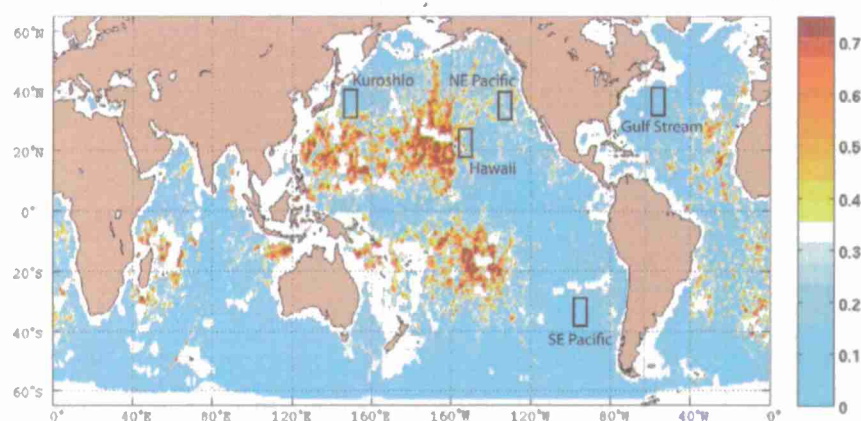 60°N
40°N
20°N
0°
20°S
40°S
60°S
0°
40°E
80°E
120°E
160°E
160°W
120°W
80°W
40°W
0°
Kuroshio
NE Pacific
Gulf Stream
Hawaii
SE Pacific
0.7
0.6
0.5
0.4
0.3
0.2
0.1
0